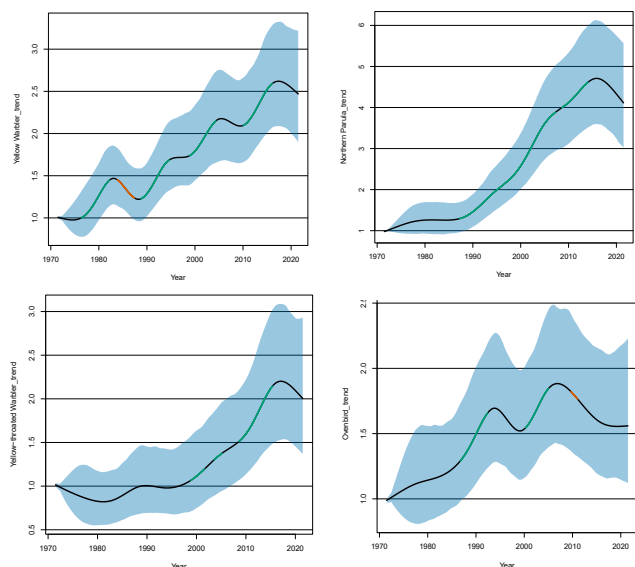 Yellow Warbler_trend
3.0
2.5
2.0
1.5
1.0
1970 1980 1990 2000 2010 2020
Year
Northern Parula_trend
6
5
4
3
2
1
1970 1980 1990 2000 2010 2020
Year
Yellow-throated Warbler_trend
3.0
2.5
2.0
1.5
1.0
0.5
1970 1980 1990 2000 2010 2020
Year
Ovenbird_trend
2.5
2.0
1.5
1.0
1970 1980 1990 2000 2010 2020
Year